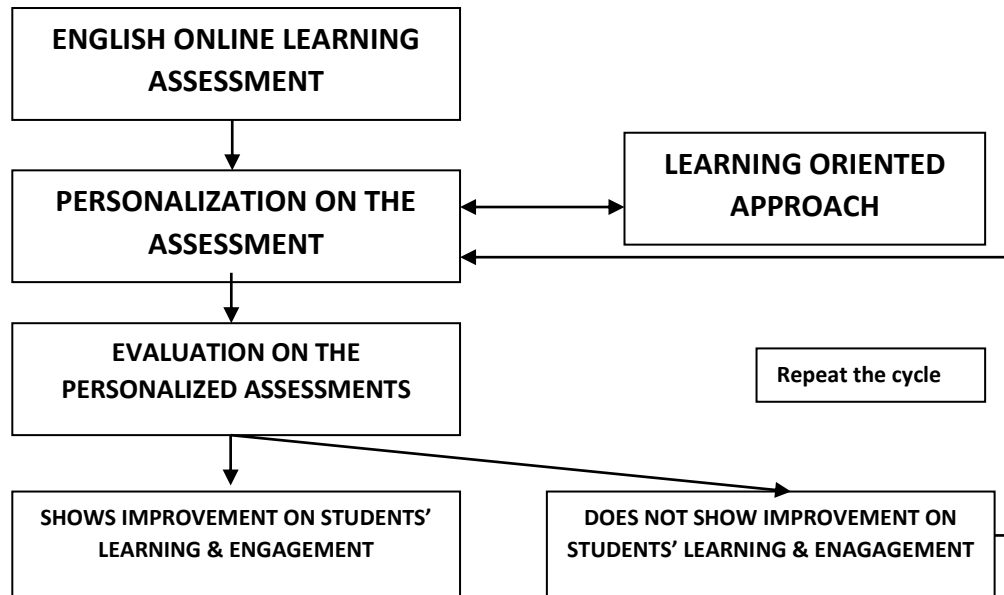 ENGLISH ONLINE LEARNING
ASSESSMENT
LEARNING ORIENTED
APPROACH
PERSONALIZATION ON THE
ASSESSMENT
EVALUATION ON THE
PERSONALIZED ASSESSMENTS
Repeat the cycle
SHOWS IMPROVEMENT ON STUDENTS’
LEARNING & ENGAGEMENT
DOES NOT SHOW IMPROVEMENT ON
STUDENTS’ LEARNING & ENAGAGEMENT